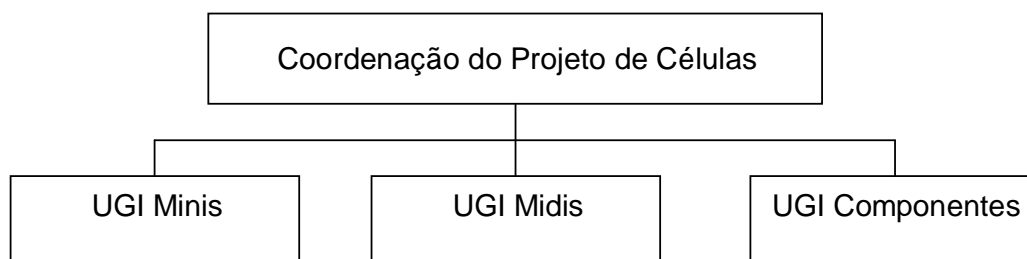 Coordenação do Projeto de Células
UGI Minis
UGI Midis
UGI Componentes